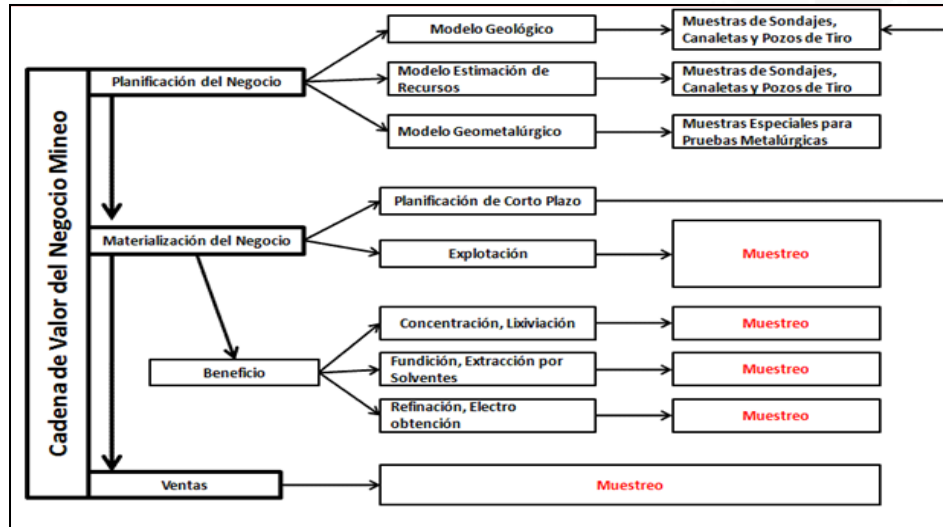 Cadena de Valor del Negocio Mineo
Planificación del Negocio
Modelo Geológico
Muestras de Sondajes,
Canaletas y Pozos de Tiro
Modelo Estimación de
Recursos
Muestras de Sondajes,
Canaletas y Pozos de Tiro
Modelo Geometalúrgico
Muestras Especiales para
Pruebas Metalúrgicas
Materialización del Negocio
Planificación de Corto Plazo
Explotación
Muestreo
Beneficio
Concentración, Lixiviación
Muestreo
Fundición, Extracción por
Solventes
Muestreo
Refinación, Electro
obtención
Muestreo
Ventas
Muestreo